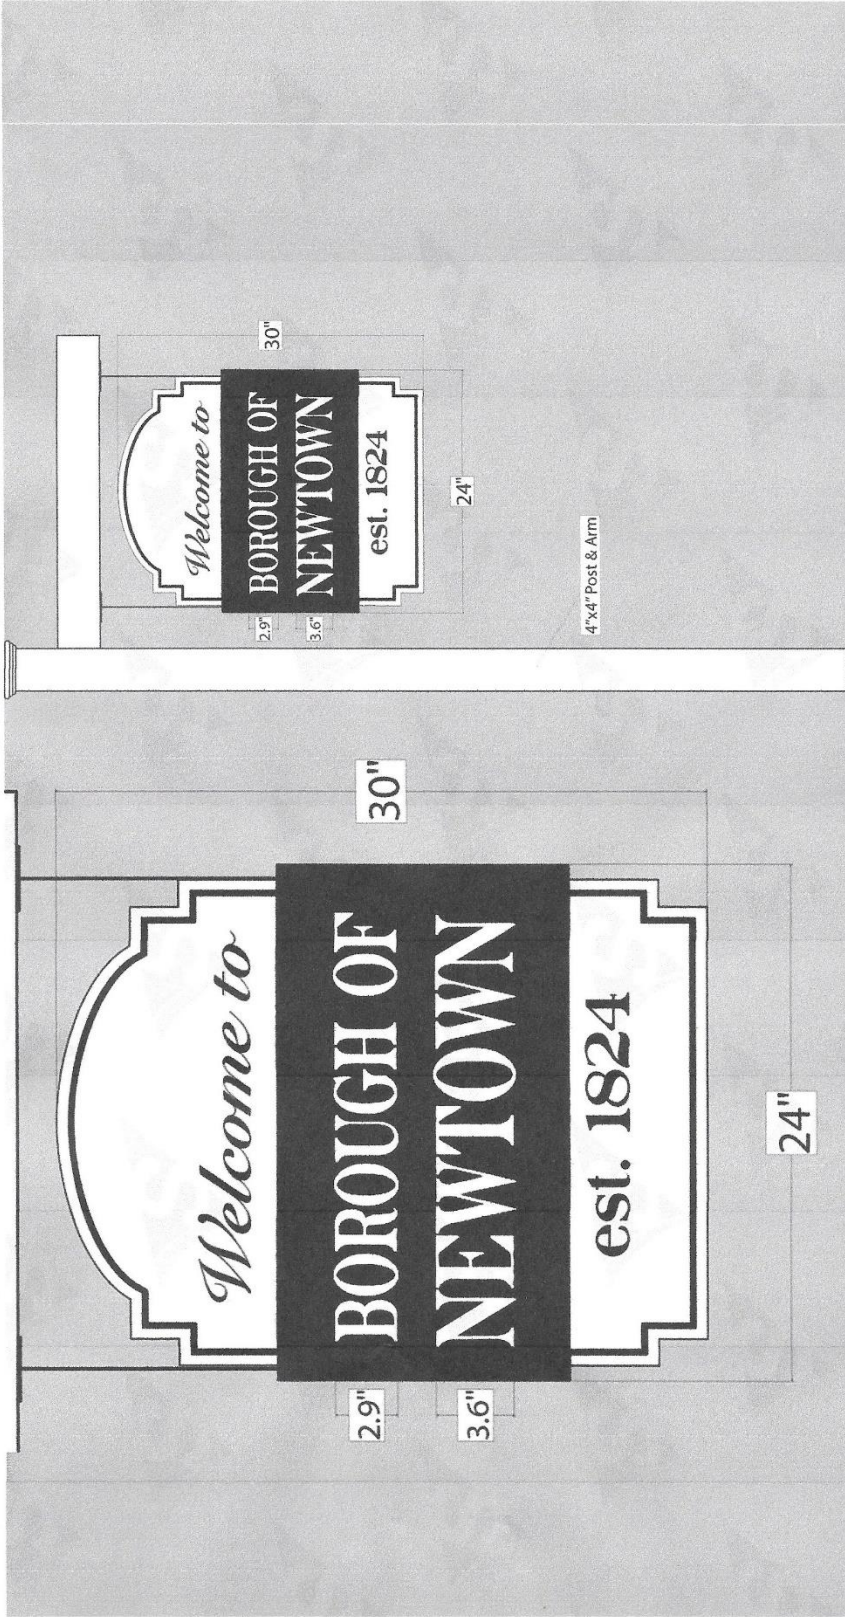 Welcome to
BOROUGH OF
NEWTOWN
est. 1824
2.9"
3.6"
30"
24"
Welcome to
BOROUGH OF
NEWTOWN
est. 1824
2.9"
3.6"
30"
24"
4"x4" Post & Arm